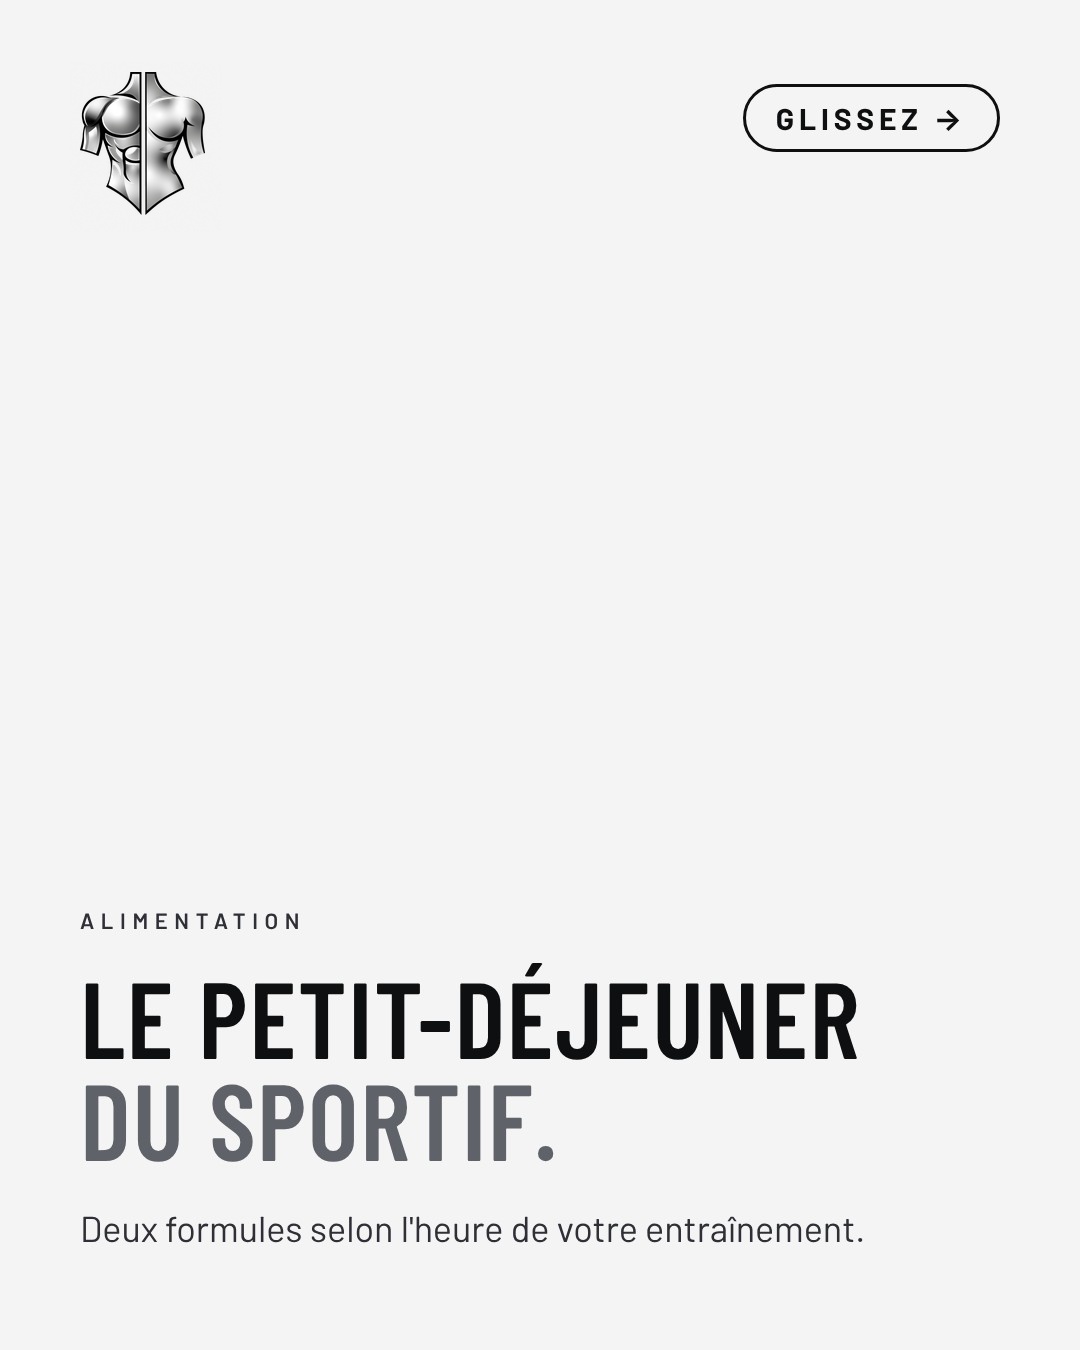 GLISSEZ →
ALIMENTATION
LE PETIT-DÉJEUNER
DU SPORTIF.
Deux formules selon l'heure de votre entraînement.